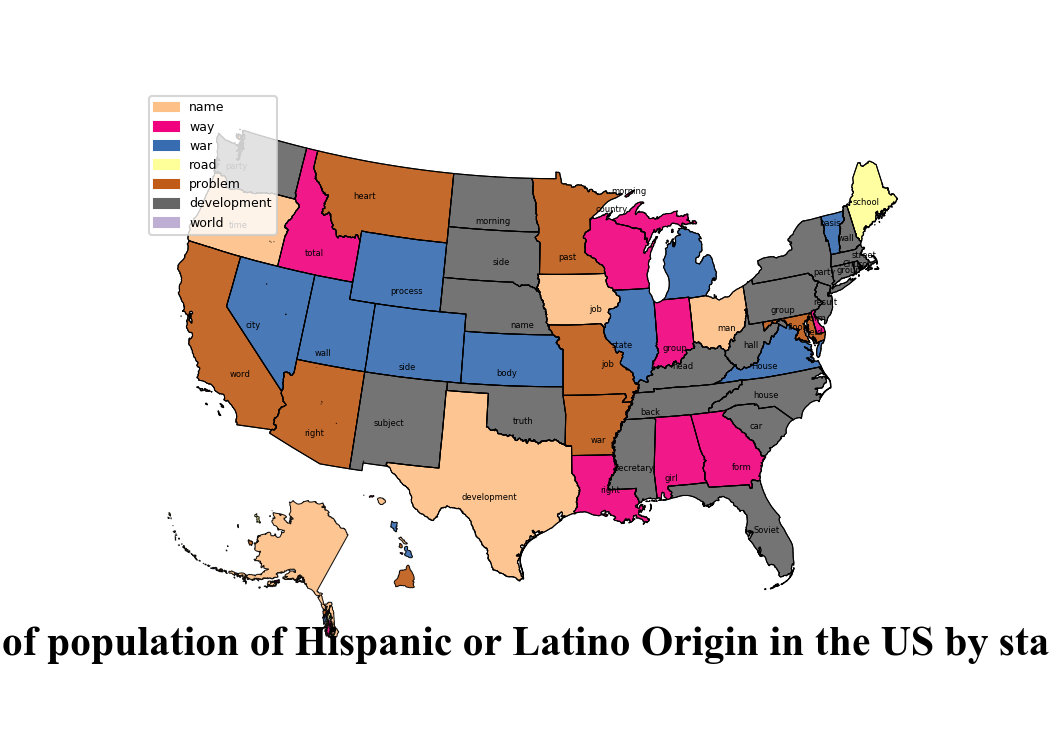 name
way
war
road
problem
development
world
party
time
total
heart
morning
side
name
process
city
wall
side
body
word
right
subject
truth
development
past
job
job
war
right
morning
country
state
group
man
head
back
secretary
girl
form
car
house
house
hall
group
party
school
basis
wall
street
group
result
Soviet
of population of Hispanic or Latino Origin in the US by sta